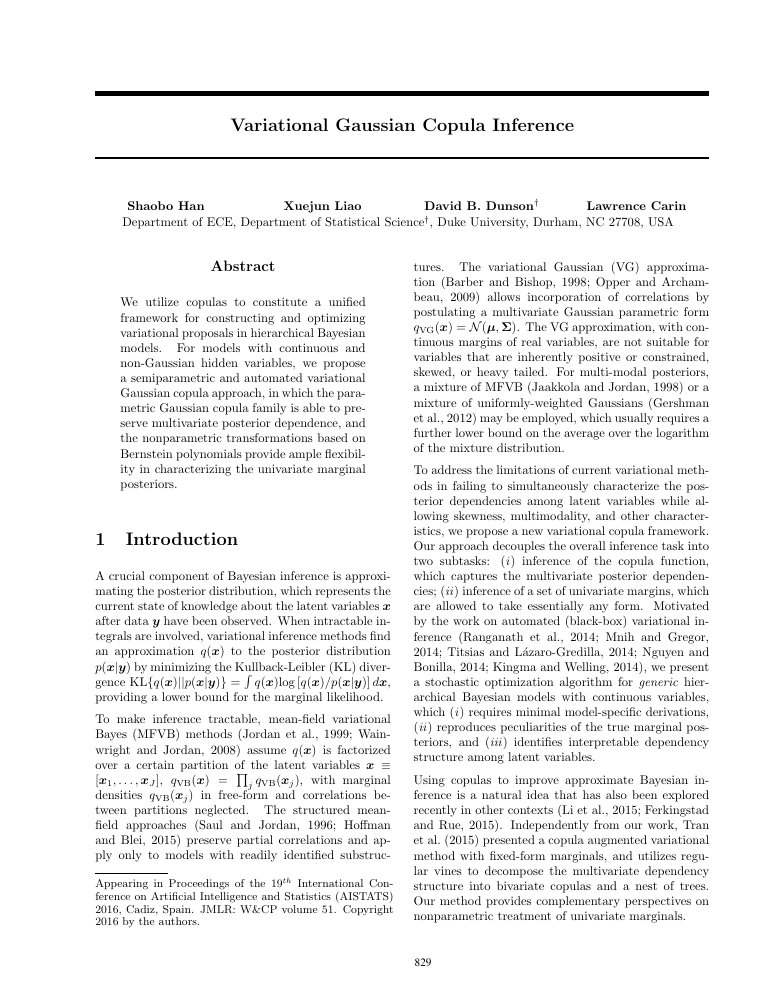 Variational Gaussian Copula Inference
Shaobo Han Xuejun Liao David B. Dunson† Lawrence Carin
Department of ECE, Department of Statistical Science†, Duke University, Durham, NC 27708, USA
Abstract
We utilize copulas to constitute a unified
framework for constructing and optimizing
variational proposals in hierarchical Bayesian
models. For models with continuous and
non-Gaussian hidden variables, we propose
a semiparametric and automated variational
Gaussian copula approach, in which the para-
metric Gaussian copula family is able to pre-
serve multivariate posterior dependence, and
the nonparametric transformations based on
Bernstein polynomials provide ample flexibil-
ity in characterizing the univariate marginal
posteriors.
1 Introduction
A crucial component of Bayesian inference is approxi-
mating the posterior distribution, which represents the
current state of knowledge about the latent variables x
after data y have been observed. When intractable in-
tegrals are involved, variational inference methods find
an approximation q(x) to the posterior distribution
p(x|y) by minimizing the Kullback-Leibler (KL) diver-
gence KL{q(x)||p(x|y)} = ∫ q(x)log [q(x)/p(x|y)] dx,
providing a lower bound for the marginal likelihood.
To make inference tractable, mean-field variational
Bayes (MFVB) methods (Jordan et al., 1999; Wain-
wright and Jordan, 2008) assume q(x) is factorized
over a certain partition of the latent variables x ≡
[x₁, . . . , x_J], q_VB(x) = ∏_j q_VB(x_j), with marginal
densities q_VB(x_j) in free-form and correlations be-
tween partitions neglected. The structured mean-
field approaches (Saul and Jordan, 1996; Hoffman
and Blei, 2015) preserve partial correlations and ap-
ply only to models with readily identified substruc-
Appearing in Proceedings of the 19th International Con-
ference on Artificial Intelligence and Statistics (AISTATS)
2016, Cadiz, Spain. JMLR: W&CP volume 51. Copyright
2016 by the authors.
tures. The variational Gaussian (VG) approxima-
tion (Barber and Bishop, 1998; Opper and Archam-
beau, 2009) allows incorporation of correlations by
postulating a multivariate Gaussian parametric form
q_VG(x) = N(μ, Σ). The VG approximation, with con-
tinuous margins of real variables, are not suitable for
variables that are inherently positive or constrained,
skewed, or heavy tailed. For multi-modal posteriors,
a mixture of MFVB (Jaakkola and Jordan, 1998) or a
mixture of uniformly-weighted Gaussians (Gershman
et al., 2012) may be employed, which usually requires a
further lower bound on the average over the logarithm
of the mixture distribution.
To address the limitations of current variational meth-
ods in failing to simultaneously characterize the pos-
terior dependencies among latent variables while al-
lowing skewness, multimodality, and other character-
istics, we propose a new variational copula framework.
Our approach decouples the overall inference task into
two subtasks: (i) inference of the copula function,
which captures the multivariate posterior dependen-
cies; (ii) inference of a set of univariate margins, which
are allowed to take essentially any form. Motivated
by the work on automated (black-box) variational in-
ference (Ranganath et al., 2014; Mnih and Gregor,
2014; Titsias and Lázaro-Gredilla, 2014; Nguyen and
Bonilla, 2014; Kingma and Welling, 2014), we present
a stochastic optimization algorithm for generic hier-
archical Bayesian models with continuous variables,
which (i) requires minimal model-specific derivations,
(ii) reproduces peculiarities of the true marginal pos-
teriors, and (iii) identifies interpretable dependency
structure among latent variables.
Using copulas to improve approximate Bayesian in-
ference is a natural idea that has also been explored
recently in other contexts (Li et al., 2015; Ferkingstad
and Rue, 2015). Independently from our work, Tran
et al. (2015) presented a copula augmented variational
method with fixed-form marginals, and utilizes regu-
lar vines to decompose the multivariate dependency
structure into bivariate copulas and a nest of trees.
Our method provides complementary perspectives on
nonparametric treatment of univariate marginals.
829